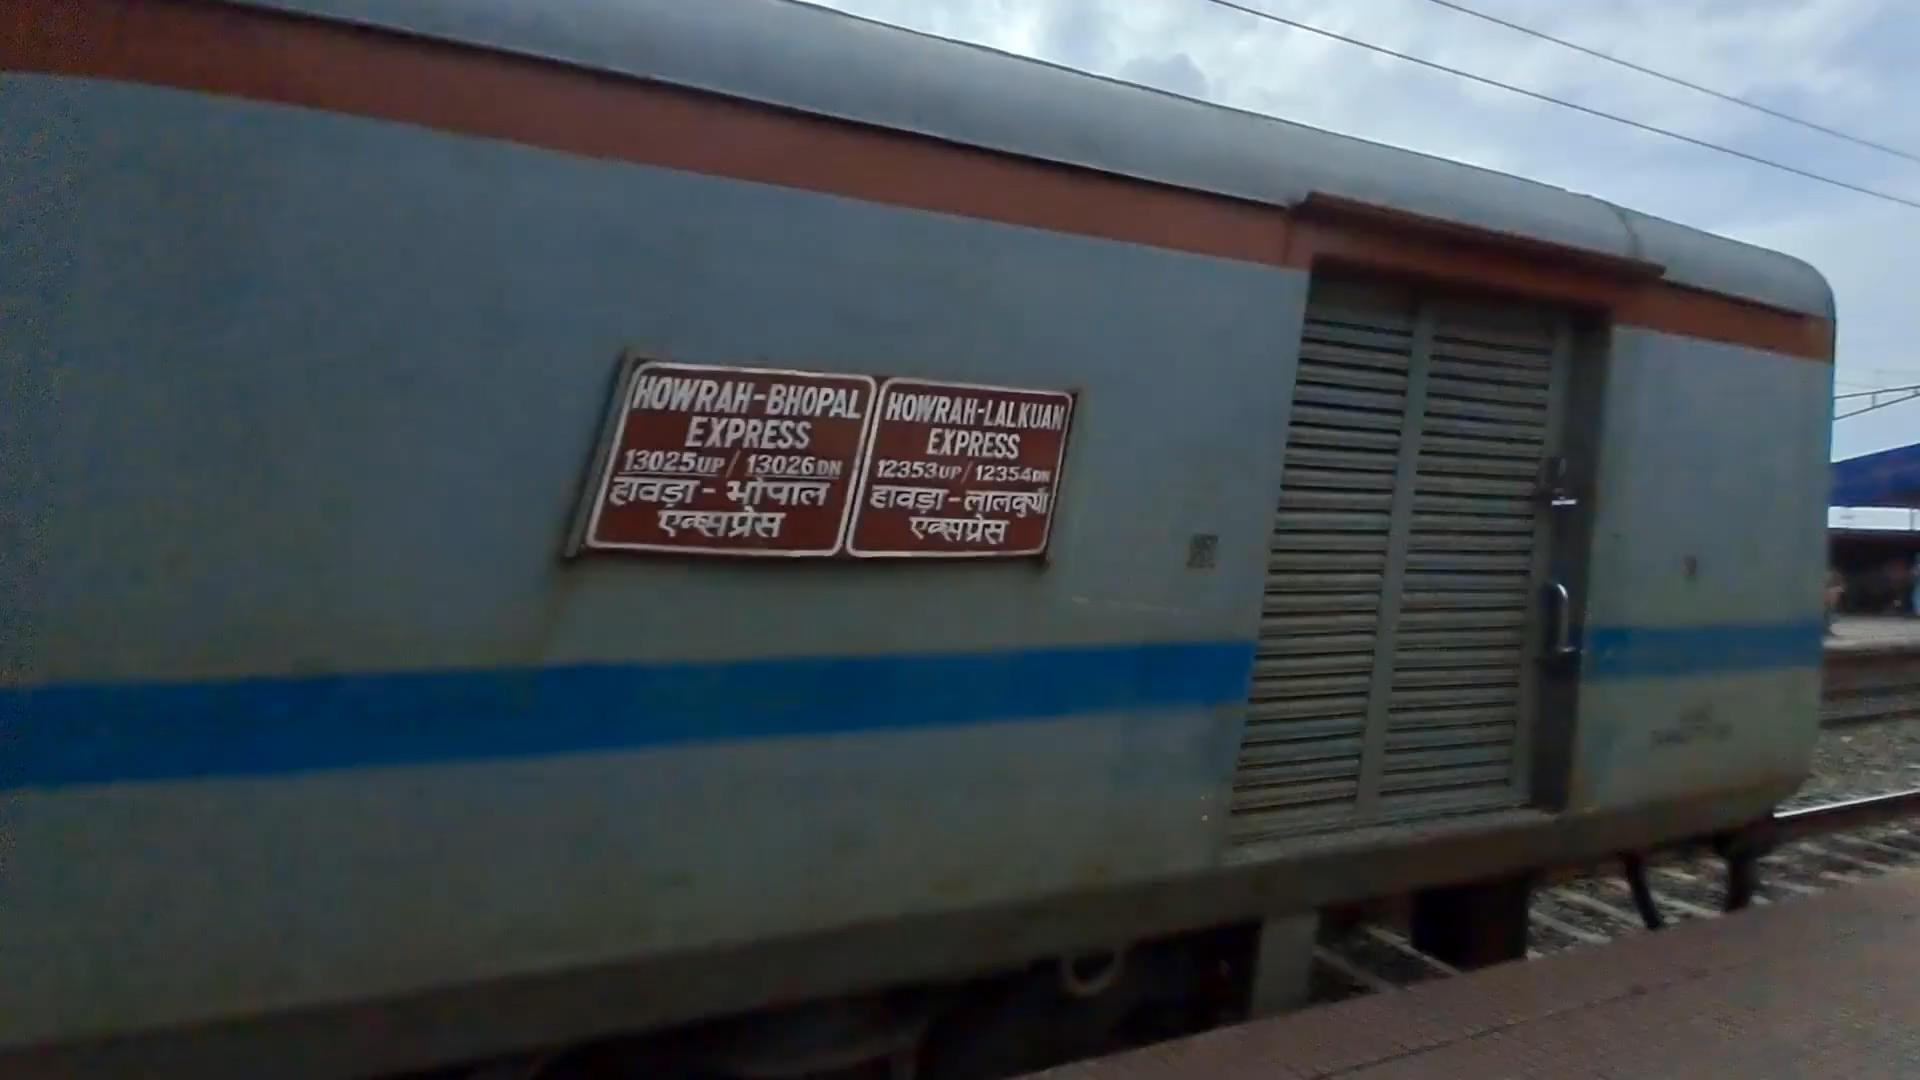 HOWRAH-BHOPAL
EXPRESS
13025UP / 13026DN
हावड़ा - भोपाल
एक्सप्रेस
HOWRAH-LALKUAN
EXPRESS
12353UP / 12354DN
हावड़ा - लालकुआँ
एक्सप्रेस